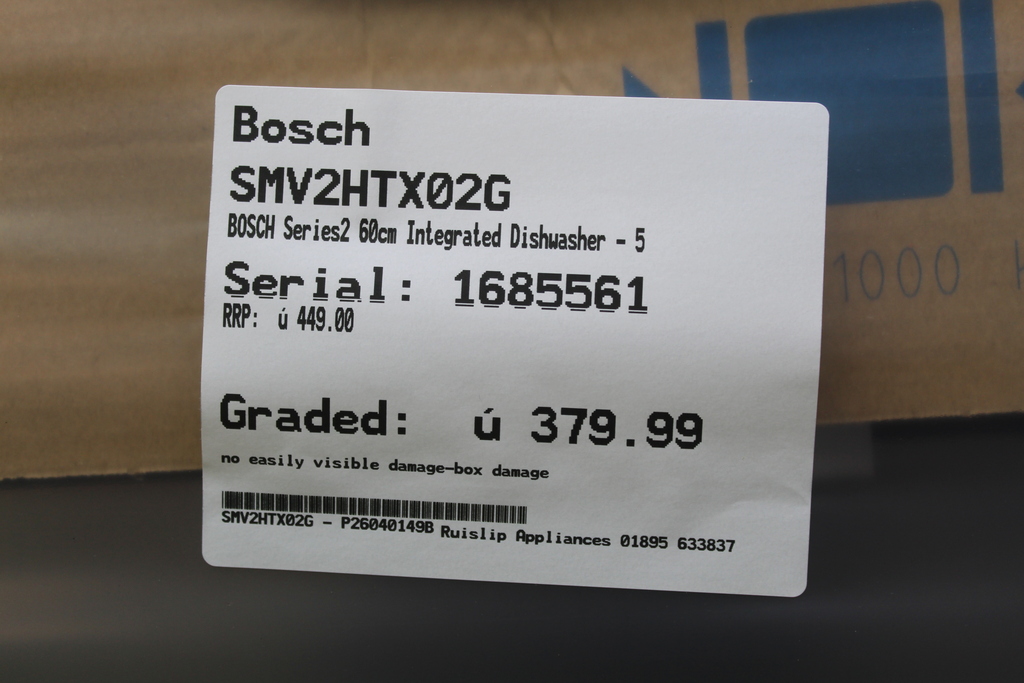 Bosch
SMV2HTX02G
BOSCH Series2 60cm Integrated Dishwasher - 5
Serial: 1685561
RRP: ú 449.00
Graded: ú 379.99
no easily visible damage-box damage
SMV2HTX02G - P26040149B Ruislip Appliances 01895 633837
1000